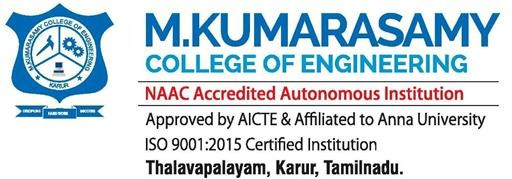 M.KUMARASAMY COLLEGE OF ENGINEERING
KARUR
DISCIPLINE HARD WORK SUCCESS
M.KUMARASAMY
COLLEGE OF ENGINEERING
NAAC Accredited Autonomous Institution
Approved by AICTE & Affiliated to Anna University
ISO 9001:2015 Certified Institution
Thalavapalayam, Karur, Tamilnadu.